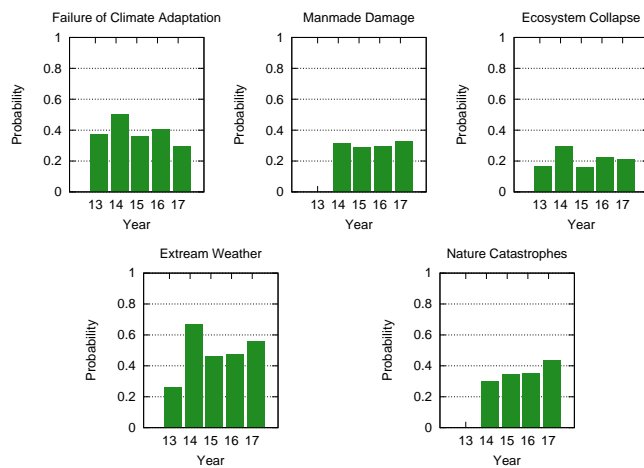 Failure of Climate Adaptation
1
0.8
0.6
0.4
0.2
0
Probability
13 14 15 16 17
Year
Manmade Damage
1
0.8
0.6
0.4
0.2
0
Probability
13 14 15 16 17
Year
Ecosystem Collapse
1
0.8
0.6
0.4
0.2
0
Probability
13 14 15 16 17
Year
Extream Weather
1
0.8
0.6
0.4
0.2
0
Probability
13 14 15 16 17
Year
Nature Catastrophes
1
0.8
0.6
0.4
0.2
0
Probability
13 14 15 16 17
Year